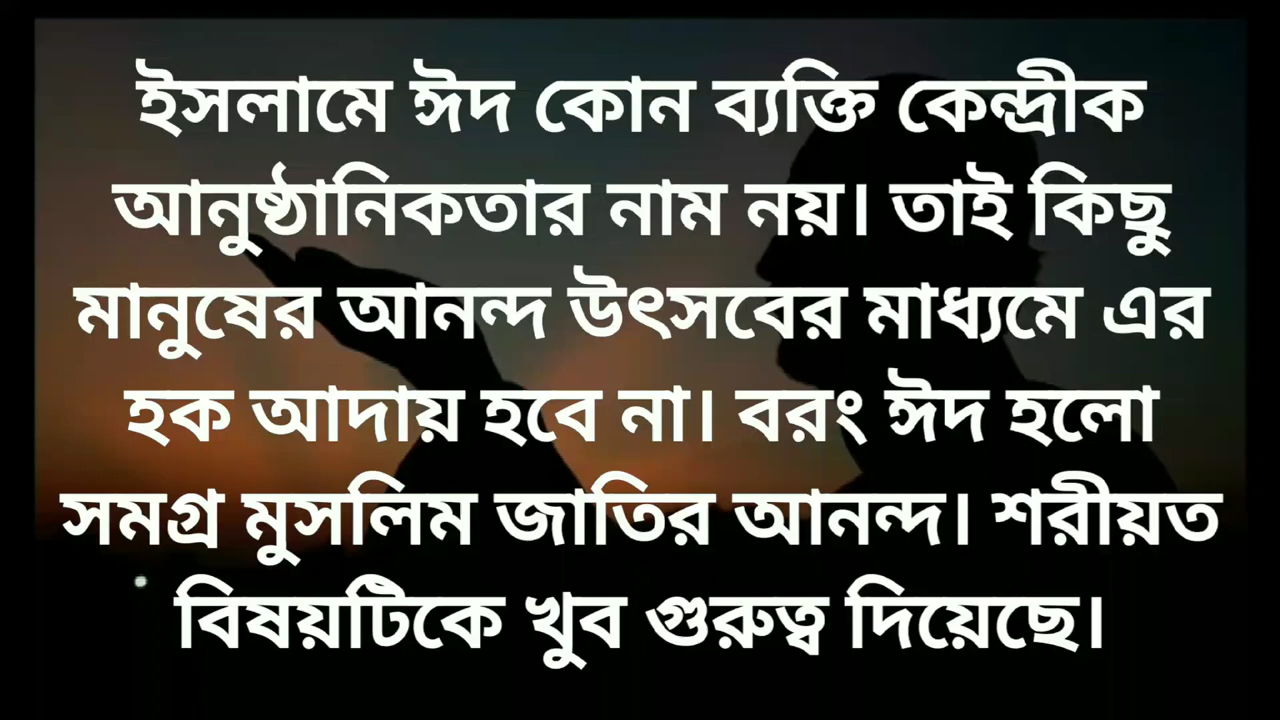 ইসলামে ঈদ কোন ব্যক্তি কেন্দ্রীক
আনুষ্ঠানিকতার নাম নয়। তাই কিছু
মানুষের আনন্দ উৎসবের মাধ্যমে এর
হক আদায় হবে না। বরং ঈদ হলো
সমগ্র মুসলিম জাতির আনন্দ। শরীয়ত
বিষয়টিকে খুব গুরুত্ব দিয়েছে।